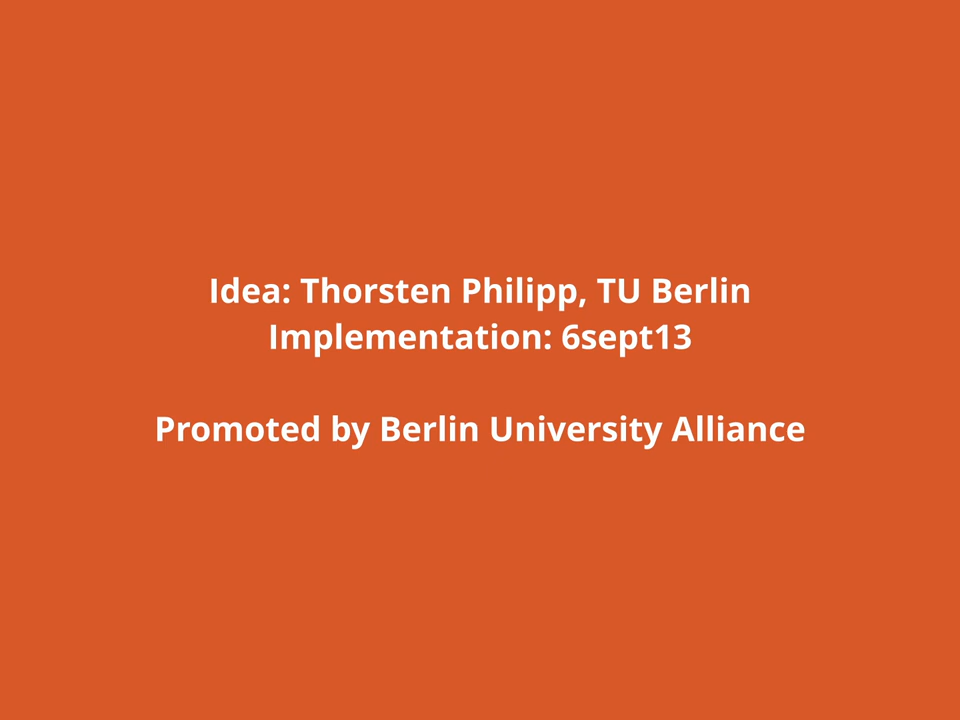 Idea: Thorsten Philipp, TU Berlin
Implementation: 6sept13
Promoted by Berlin University Alliance